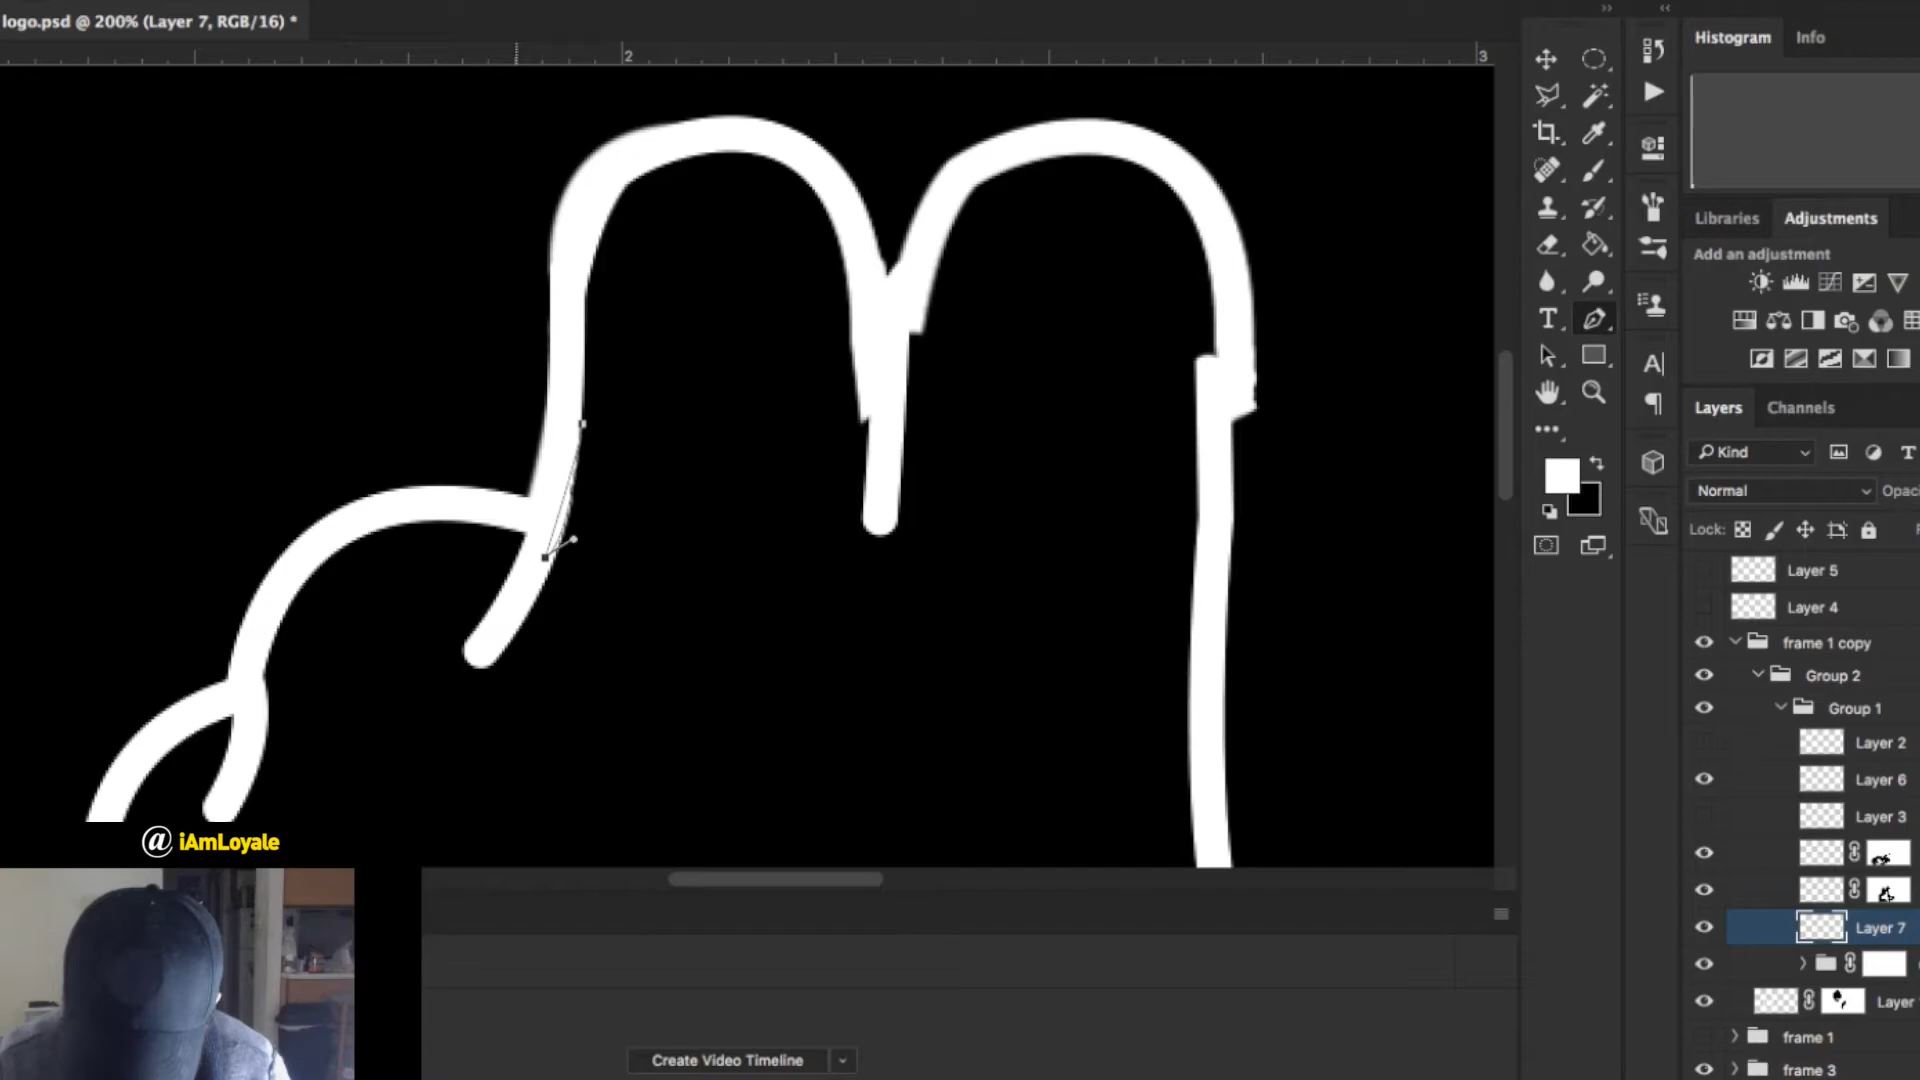 logo.psd @ 200% (Layer 7, RGB/16) *
2
3
Histogram
Info
Libraries
Adjustments
Add an adjustment
Layers
Channels
Kind
Normal
Opaci
Lock:
Layer 5
Layer 4
frame 1 copy
Group 2
Group 1
Layer 2
Layer 6
Layer 3
Layer 7
Layer
frame 1
frame 3
@ iAmLoyale
Create Video Timeline